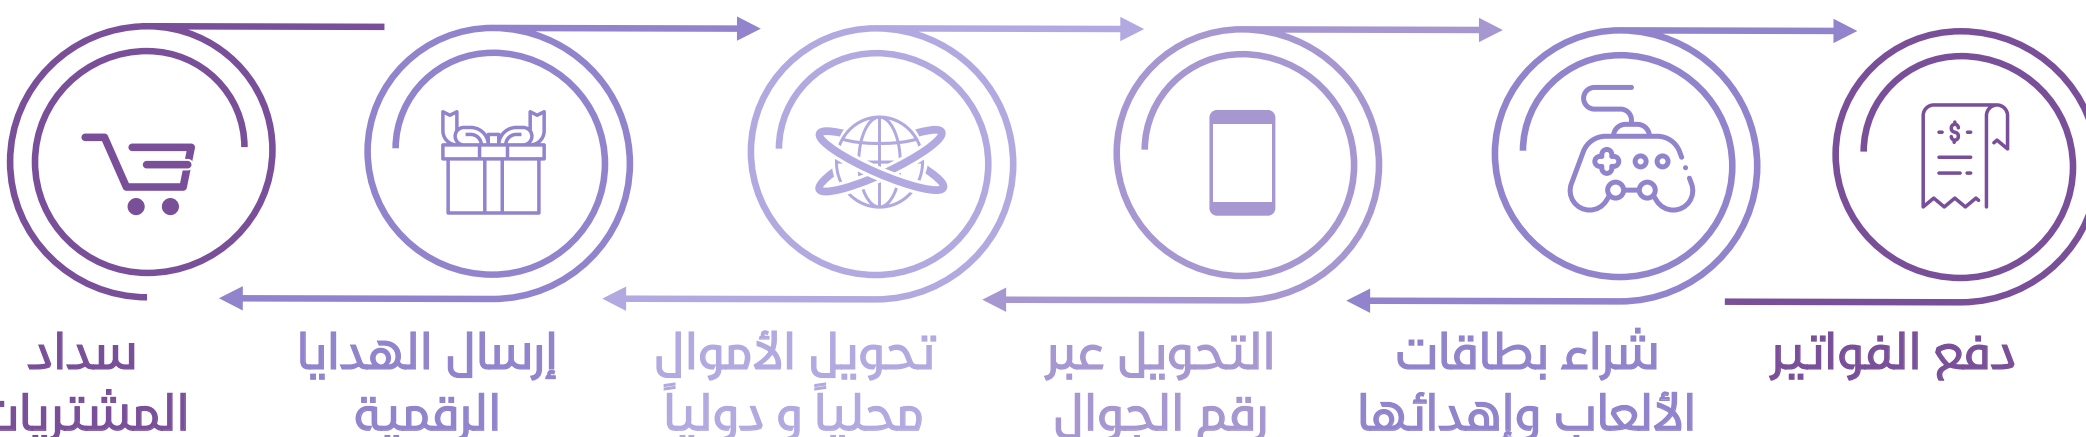 دفع الفواتير
شراء بطاقات
الألعاب وإهدائها
التحويل عبر
رقم الجوال
تحويل الأموال
محلياً و دولياً
إرسال الهدايا
الرقمية
سداد
المشتريات
$